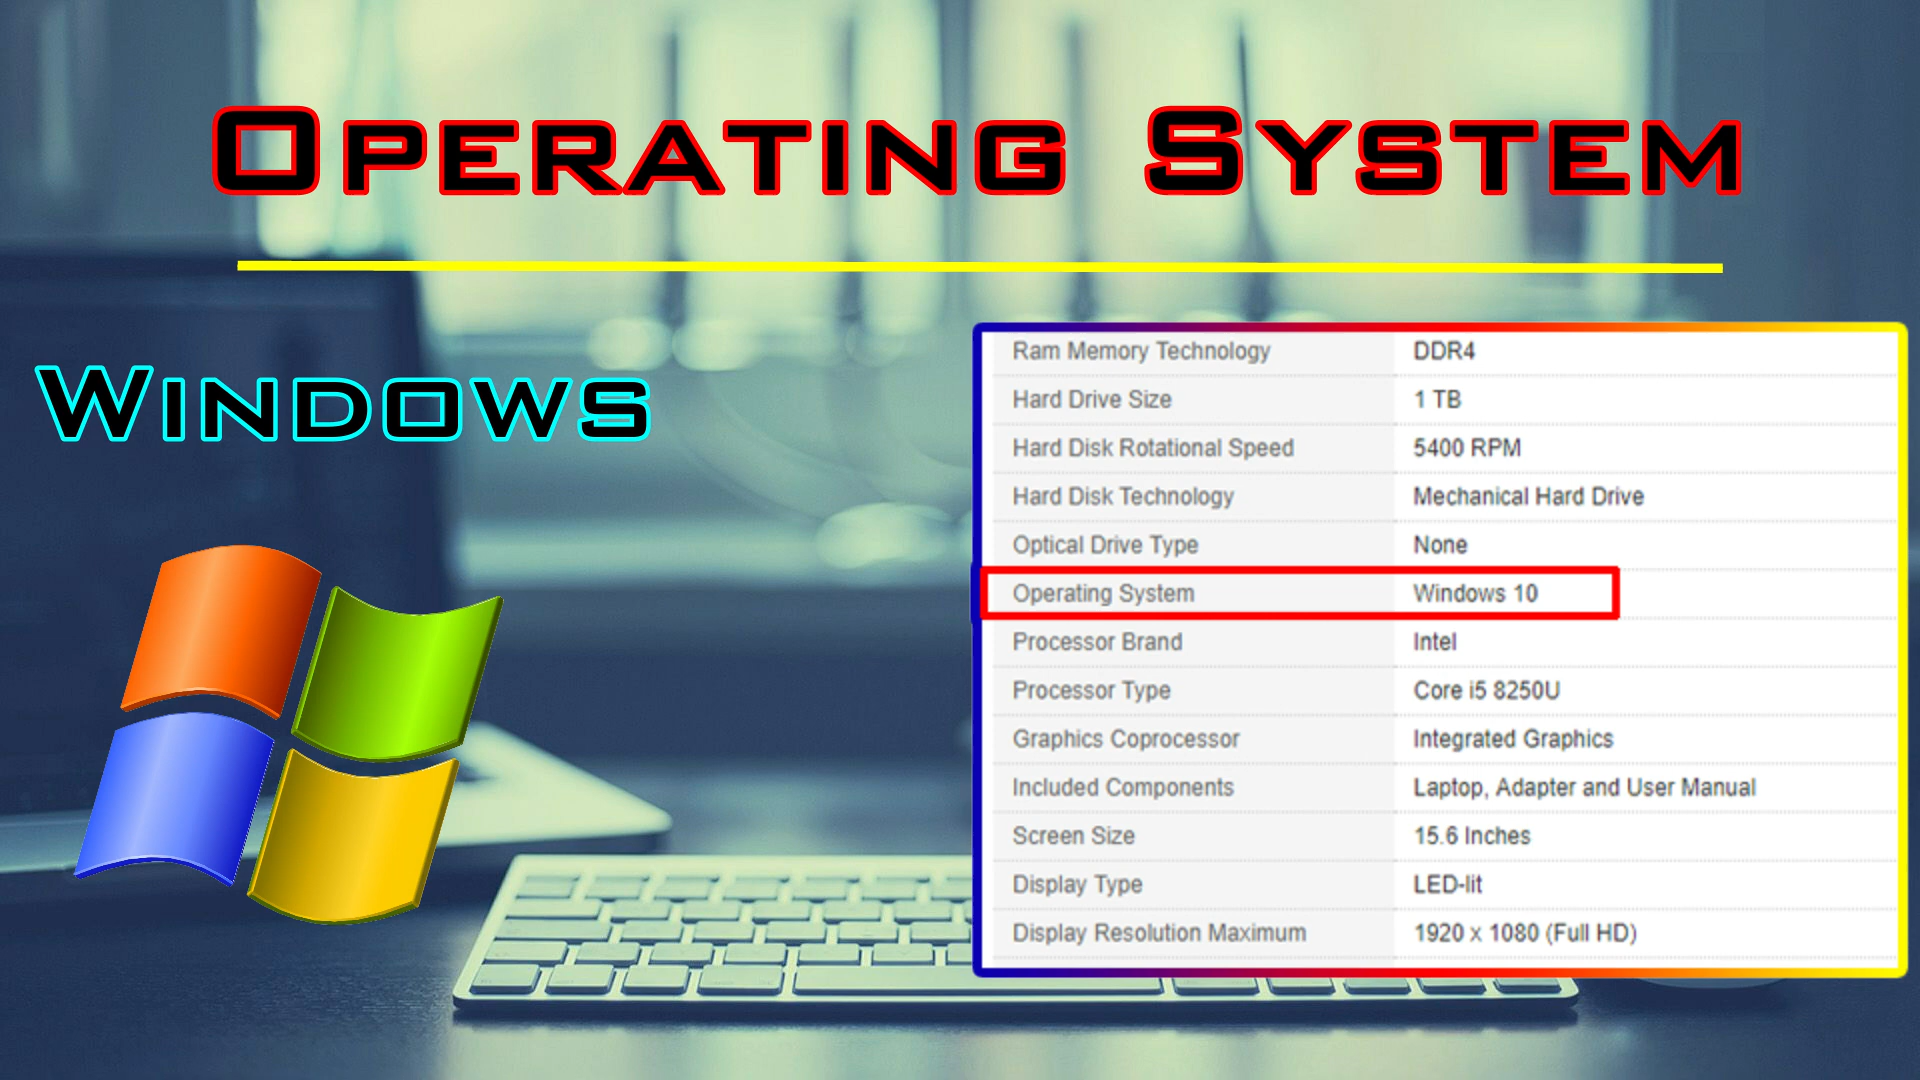 Operating System
Windows
Ram Memory Technology DDR4
Hard Drive Size 1 TB
Hard Disk Rotational Speed 5400 RPM
Hard Disk Technology Mechanical Hard Drive
Optical Drive Type None
Operating System Windows 10
Processor Brand Intel
Processor Type Core i5 8250U
Graphics Coprocessor Integrated Graphics
Included Components Laptop, Adapter and User Manual
Screen Size 15.6 Inches
Display Type LED-lit
Display Resolution Maximum 1920 x 1080 (Full HD)